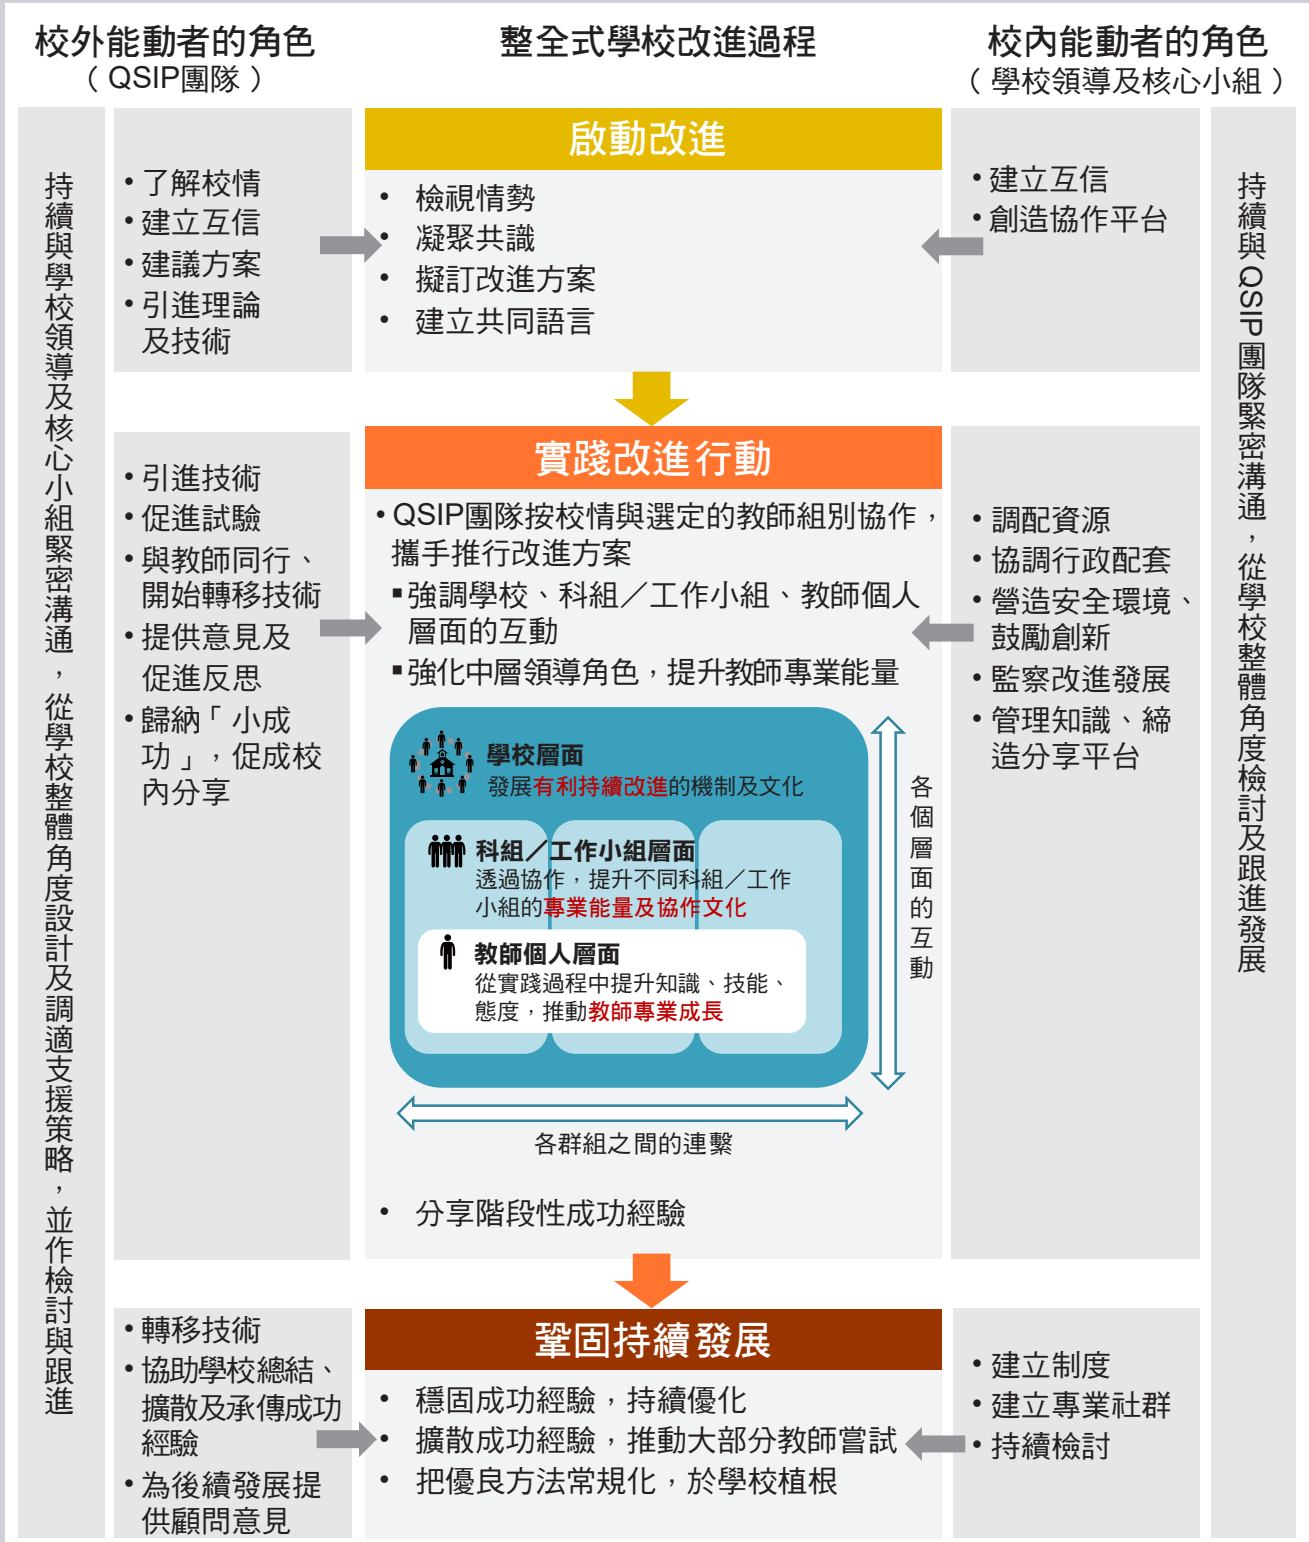 校外能動者的角色
（ QSIP團隊 ）
整全式學校改進過程
校內能動者的角色
（ 學校領導及核心小組 ）
持續與學校領導及核心小組緊密溝通，從學校整體角度設計及調適支援策略，並作檢討與跟進
• 了解校情
• 建立互信
• 建議方案
• 引進理論
及技術
啟動改進
• 檢視情勢
• 凝聚共識
• 擬訂改進方案
• 建立共同語言
• 建立互信
• 創造協作平台
持續與QSIP團隊緊密溝通，從學校整體角度檢討及跟進發展
• 引進技術
• 促進試驗
• 與教師同行、
開始轉移技術
• 提供意見及
促進反思
• 歸納「小成
功」，促成校
內分享
實踐改進行動
• QSIP團隊按校情與選定的教師組別協作，
攜手推行改進方案
▪ 強調學校、科組／工作小組、教師個人
層面的互動
▪ 強化中層領導角色，提升教師專業能量
學校層面
發展有利持續改進的機制及文化
科組／工作小組層面
透過協作，提升不同科組／工作
小組的專業能量及協作文化
教師個人層面
從實踐過程中提升知識、技能、
態度，推動教師專業成長
各個層面的互動
各群組之間的連繫
• 分享階段性成功經驗
• 調配資源
• 協調行政配套
• 營造安全環境、
鼓勵創新
• 監察改進發展
• 管理知識、締
造分享平台
• 轉移技術
• 協助學校總結、
擴散及承傳成功
經驗
• 為後續發展提
供顧問意見
鞏固持續發展
• 穩固成功經驗，持續優化
• 擴散成功經驗，推動大部分教師嘗試
• 把優良方法常規化，於學校植根
• 建立制度
• 建立專業社群
• 持續檢討